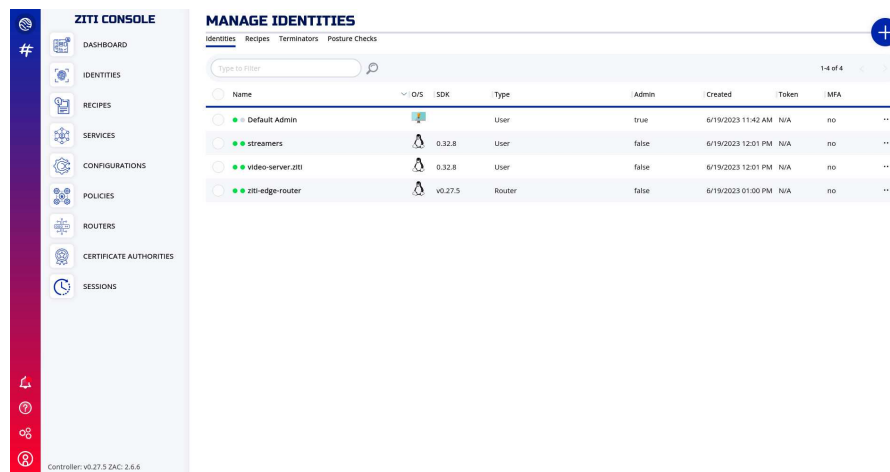 ZITI CONSOLE
DASHBOARD
IDENTITIES
RECIPES
SERVICES
CONFIGURATIONS
POLICIES
ROUTERS
CERTIFICATE AUTHORITIES
SESSIONS
Controller: v0.27.5 ZAC: 2.6.6
MANAGE IDENTITIES
Identities Recipes Terminators Posture Checks
Type to Filter 1-4 of 4
Name O/S SDK Type Admin Created Token MFA
Default Admin User true 6/19/2023 11:42 AM N/A no ...
streamers 0.32.8 User false 6/19/2023 12:01 PM N/A no ...
video-server.ziti 0.32.8 User false 6/19/2023 12:01 PM N/A no ...
ziti-edge-router v0.27.5 Router false 6/19/2023 01:00 PM N/A no ...